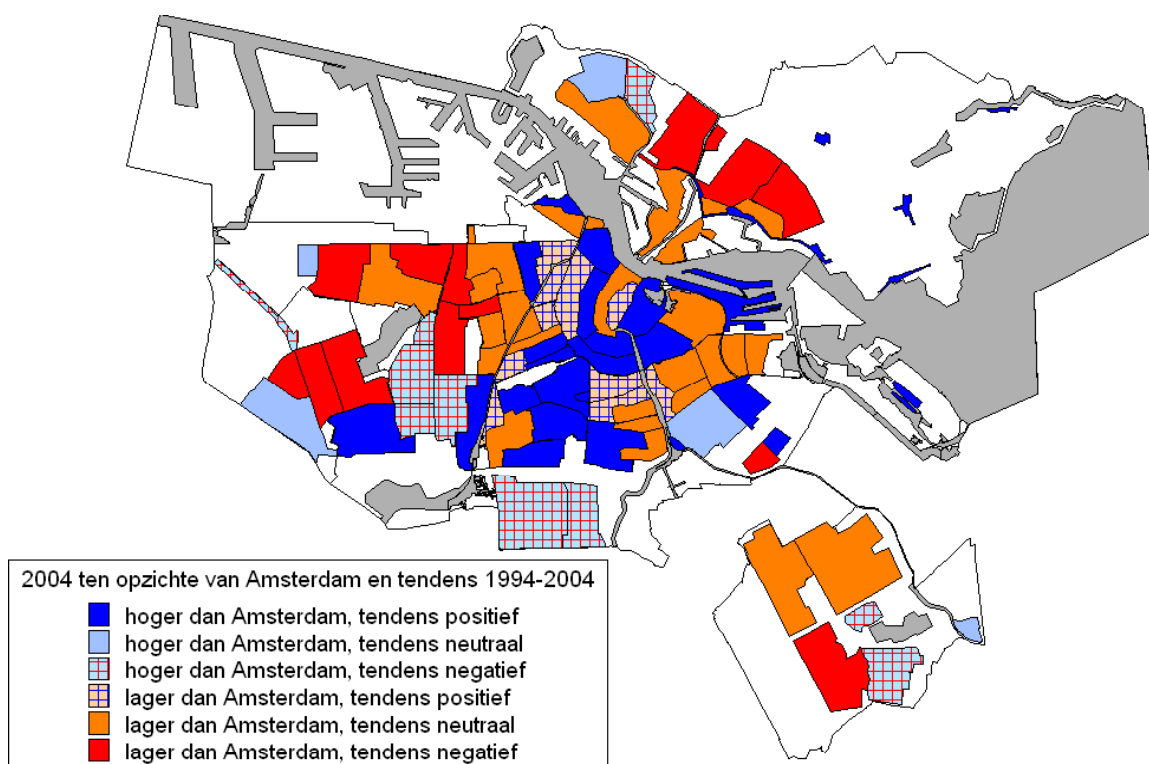 2004 ten opzichte van Amsterdam en tendens 1994-2004
hoger dan Amsterdam, tendens positief
hoger dan Amsterdam, tendens neutraal
hoger dan Amsterdam, tendens negatief
lager dan Amsterdam, tendens positief
lager dan Amsterdam, tendens neutraal
lager dan Amsterdam, tendens negatief